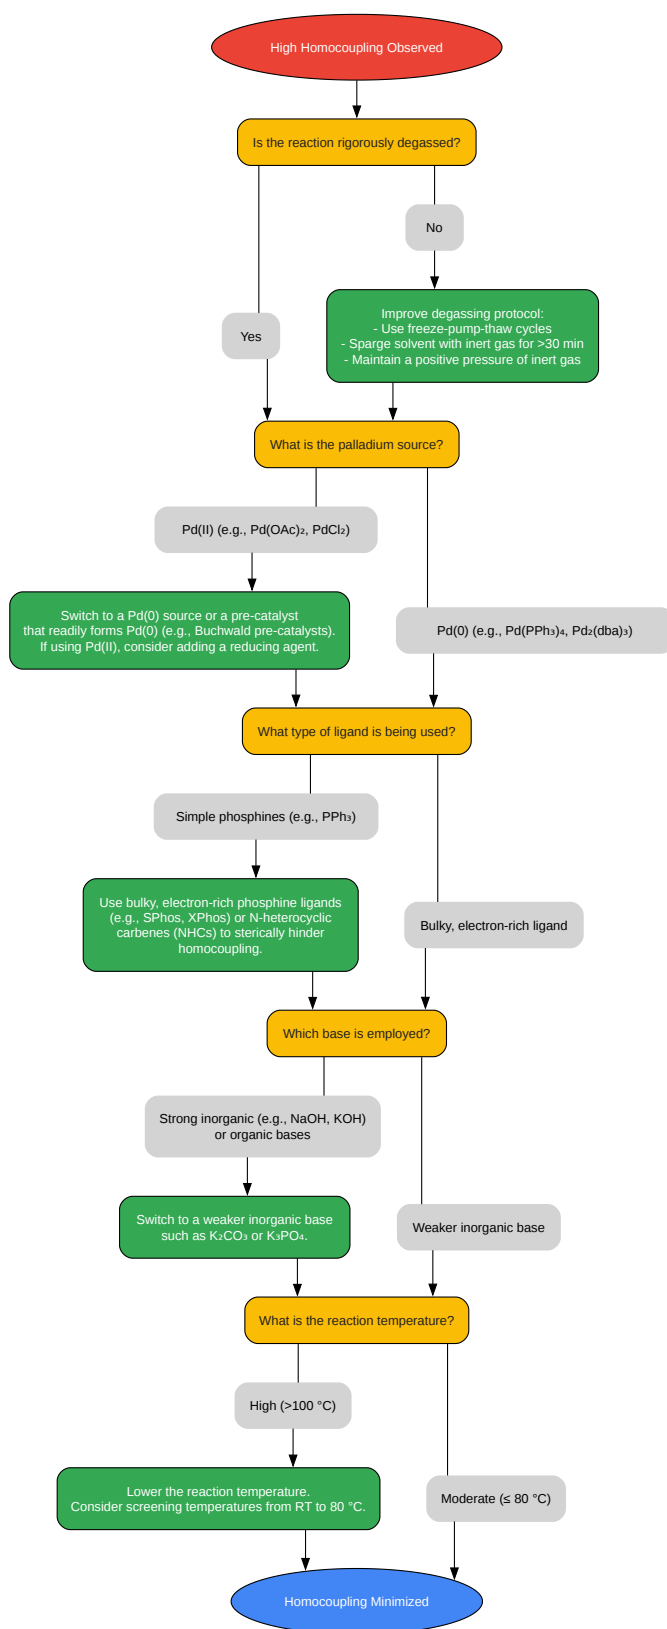 High Homocoupling Observed
Is the reaction rigorously degassed?
No
Improve degassing protocol:
- Use freeze-pump-thaw cycles
- Sparge solvent with inert gas for >30 min
- Maintain a positive pressure of inert gas
Yes
What is the palladium source?
Pd(II) (e.g., Pd(OAc)₂, PdCl₂)
Switch to a Pd(0) source or a pre-catalyst
that readily forms Pd(0) (e.g., Buchwald pre-catalysts).
If using Pd(II), consider adding a reducing agent.
Pd(0) (e.g., Pd(PPh₃)₄, Pd₂(dba)₃)
What type of ligand is being used?
Simple phosphines (e.g., PPh₃)
Use bulky, electron-rich phosphine ligands
(e.g., SPhos, XPhos) or N-heterocyclic
carbenes (NHCs) to sterically hinder
homocoupling.
Bulky, electron-rich ligand
Which base is employed?
Strong inorganic (e.g., NaOH, KOH)
or organic bases
Switch to a weaker inorganic base
such as K₂CO₃ or K₃PO₄.
Weaker inorganic base
What is the reaction temperature?
High (>100 °C)
Lower the reaction temperature.
Consider screening temperatures from RT to 80 °C.
Moderate (≤ 80 °C)
Homocoupling Minimized